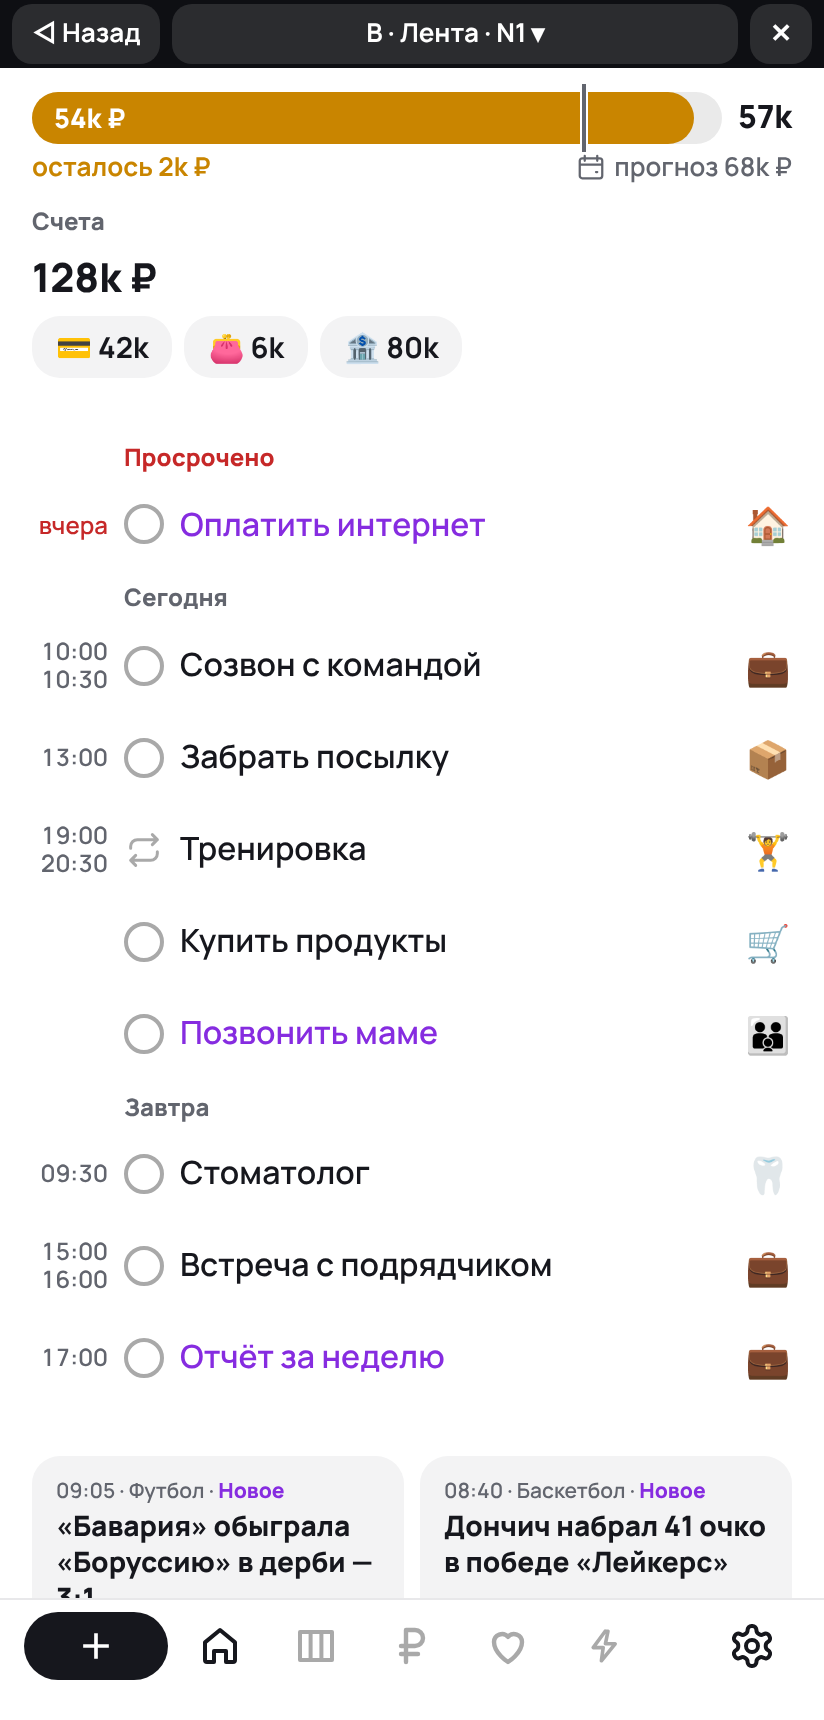 Назад
B · Лента · N1 ▾
×
54k ₽
57k
осталось 2k ₽
прогноз 68k ₽
Счета
128k ₽
42k
6k
80k
Просрочено
вчера
Оплатить интернет
Сегодня
10:00
10:30
Созвон с командой
13:00
Забрать посылку
19:00
20:30
Тренировка
Купить продукты
Позвонить маме
Завтра
09:30
Стоматолог
15:00
16:00
Встреча с подрядчиком
17:00
Отчёт за неделю
09:05 · Футбол · Новое
«Бавария» обыграла
«Боруссию» в дерби —
3:1
08:40 · Баскетбол · Новое
Дончич набрал 41 очко
в победе «Лейкерс»